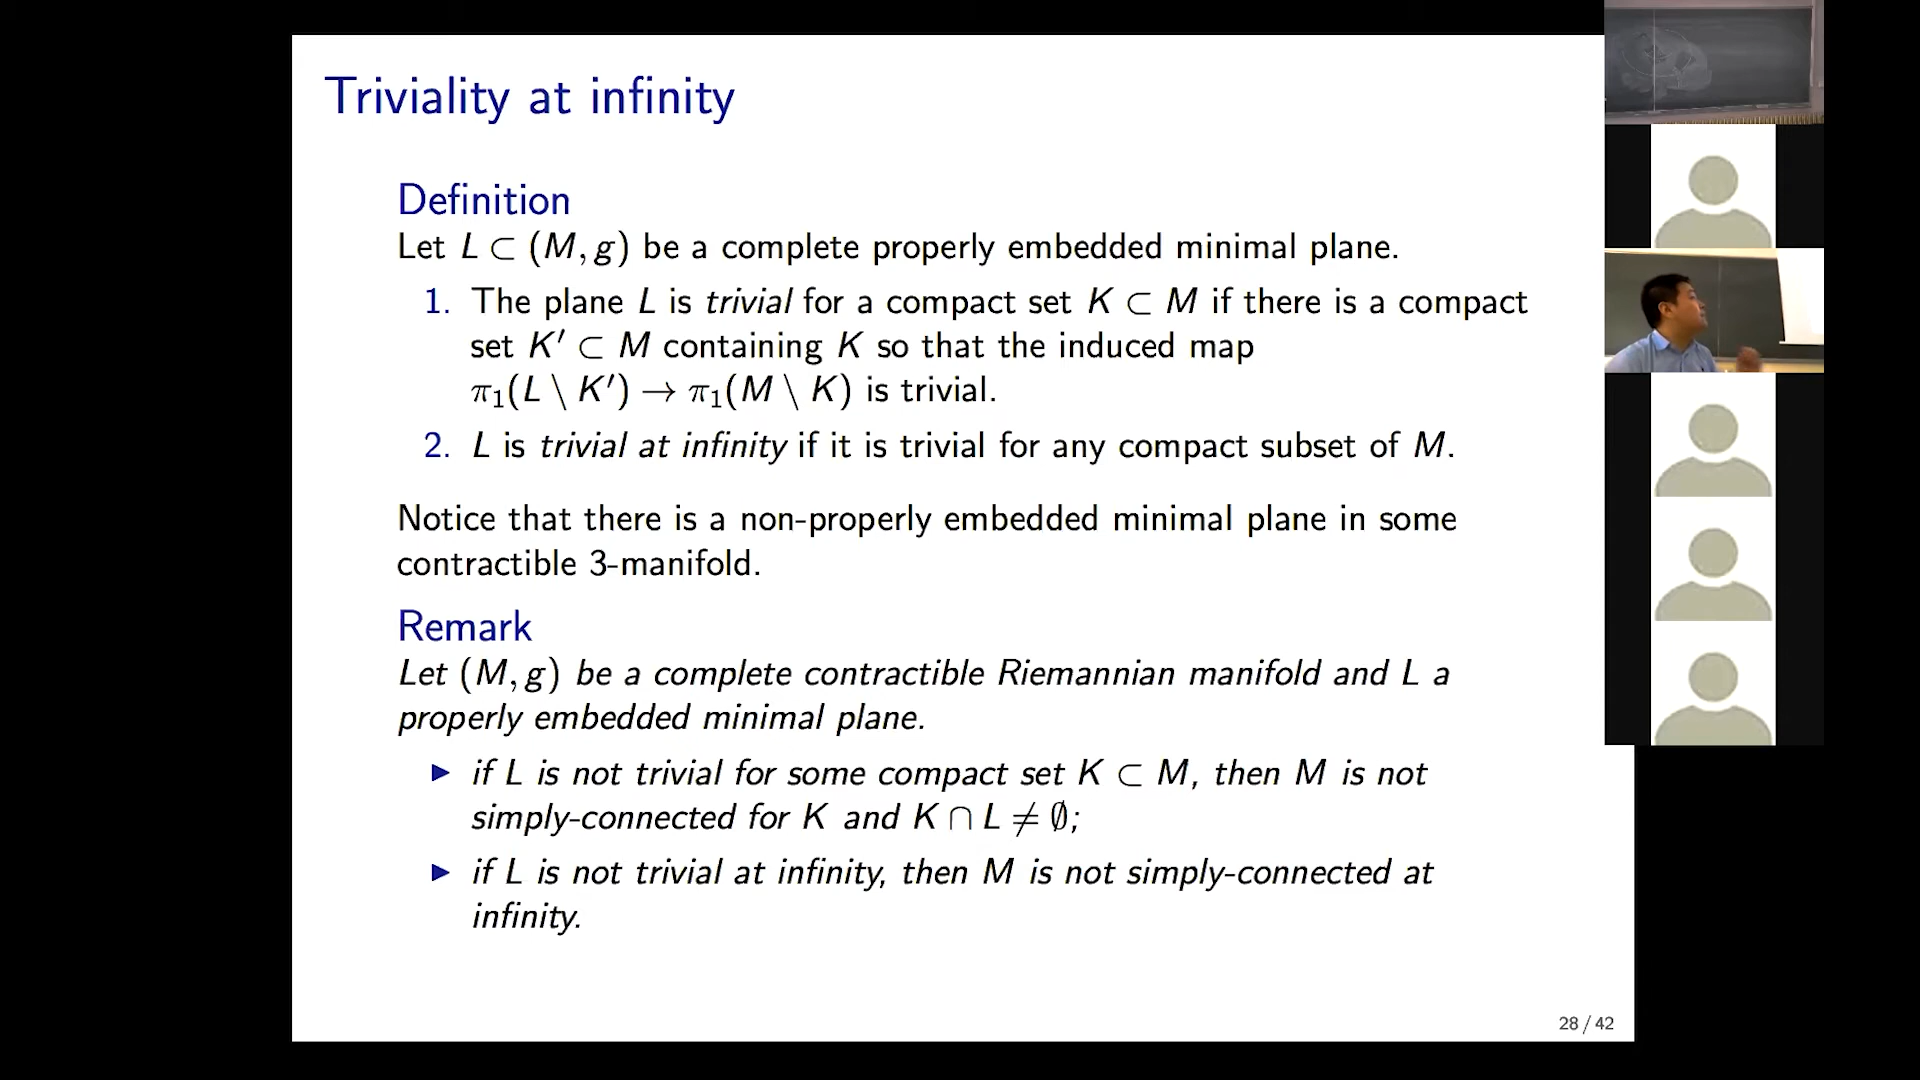 Triviality at infinity
Definition
Let L ⊂ (M, g) be a complete properly embedded minimal plane.
1. The plane L is trivial for a compact set K ⊂ M if there is a compact
set K′ ⊂ M containing K so that the induced map
π₁(L \ K′) → π₁(M \ K) is trivial.
2. L is trivial at infinity if it is trivial for any compact subset of M.
Notice that there is a non-properly embedded minimal plane in some
contractible 3-manifold.
Remark
Let (M, g) be a complete contractible Riemannian manifold and L a
properly embedded minimal plane.
▶ if L is not trivial for some compact set K ⊂ M, then M is not
simply-connected for K and K ∩ L ≠ ∅;
▶ if L is not trivial at infinity, then M is not simply-connected at
infinity.
28 / 42